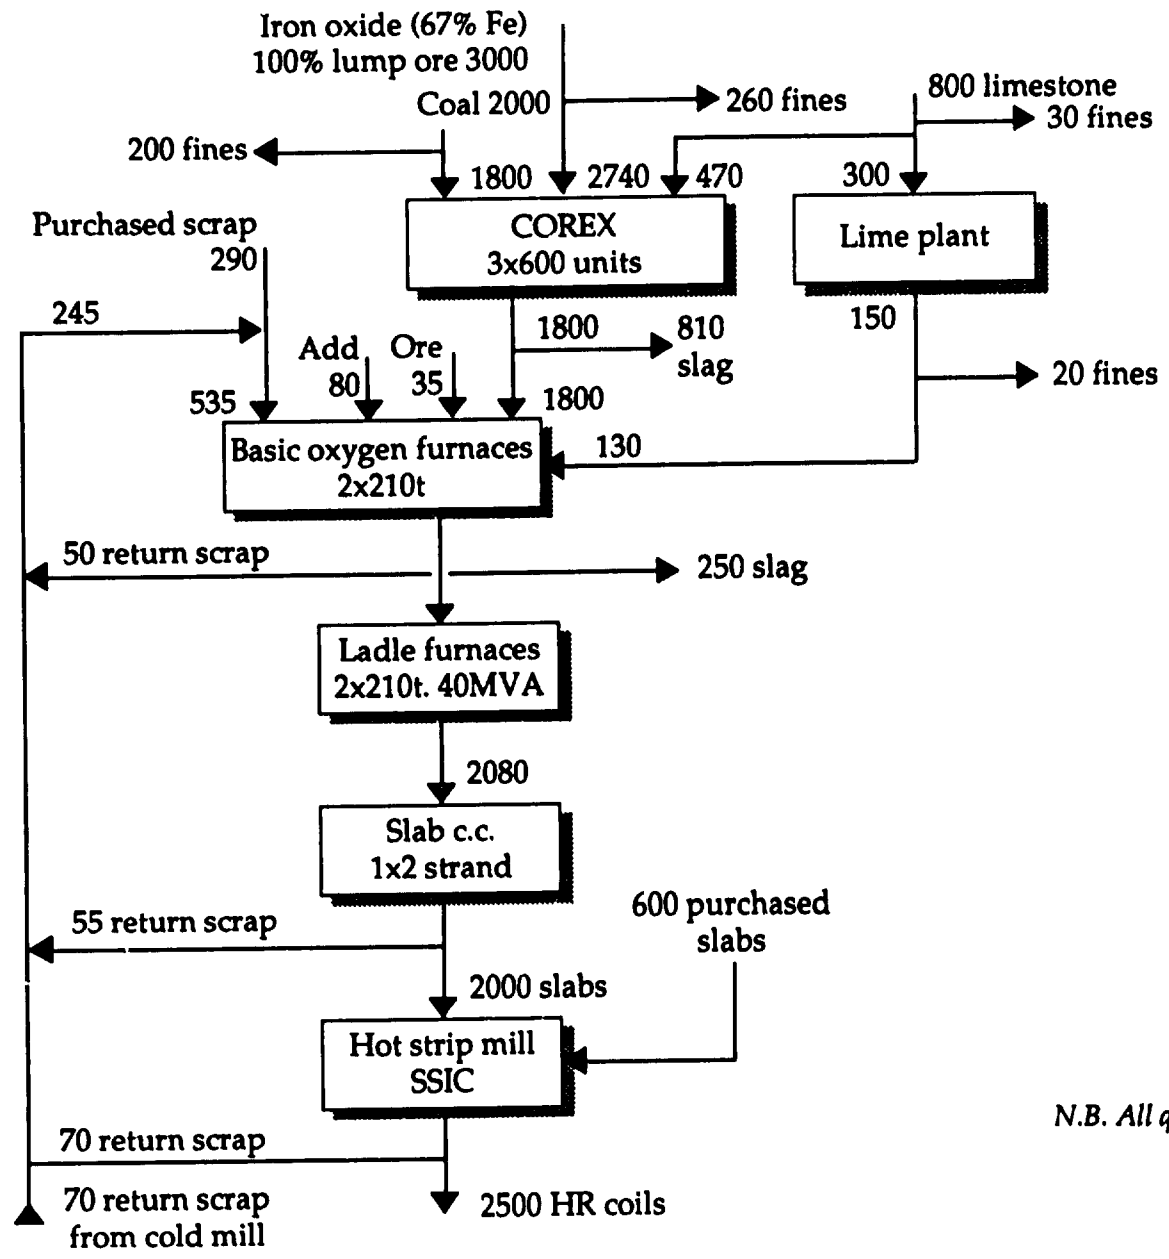 Iron oxide (67% Fe)
100% lump ore 3000
Coal 2000
260 fines
800 limestone
30 fines
200 fines
1800
2740
470
300
COREX
3x600 units
Lime plant
Purchased scrap
290
245
1800
810
slag
150
Add
80
Ore
35
20 fines
535
1800
Basic oxygen furnaces
2x210t
130
50 return scrap
250 slag
Ladle furnaces
2x210t. 40MVA
2080
Slab c.c.
1x2 strand
600 purchased
slabs
55 return scrap
2000 slabs
Hot strip mill
SSIC
N.B. All q
70 return scrap
70 return scrap
from cold mill
2500 HR coils